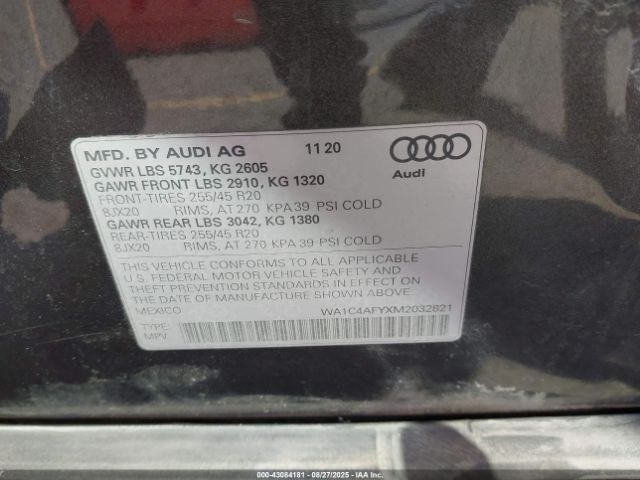 MFD. BY AUDI AG 11 20
Audi
GVWR LBS 5743, KG 2605
GAWR FRONT LBS 2910, KG 1320
FRONT-TIRES 255/45 R20
8JX20 RIMS, AT 270 KPA 39 PSI COLD
GAWR REAR LBS 3042, KG 1380
REAR-TIRES 255/45 R20
8JX20 RIMS, AT 270 KPA 39 PSI COLD
THIS VEHICLE CONFORMS TO ALL APPLICABLE
U.S. FEDERAL MOTOR VEHICLE SAFETY AND
THEFT PREVENTION STANDARDS IN EFFECT ON
THE DATE OF MANUFACTURE SHOWN ABOVE.
MEXICO WA1C4AFYXM2032821
TYPE:
MPV
000-43084181 - 08/27/2025 - IAAI.com